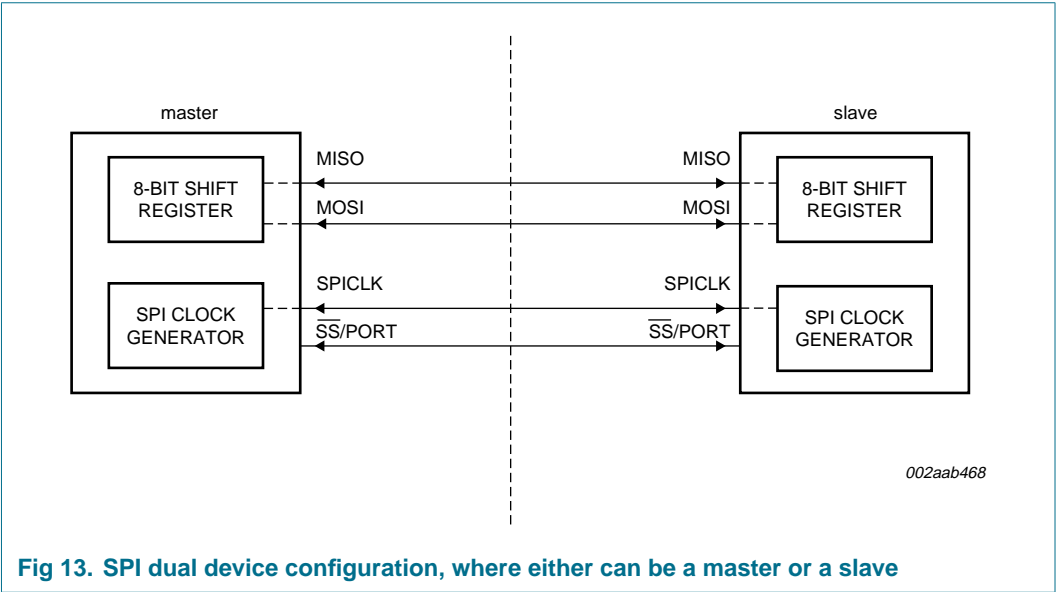 master
slave
8-BIT SHIFT
REGISTER
MISO
MISO
MOSI
MOSI
8-BIT SHIFT
REGISTER
SPI CLOCK
GENERATOR
SPICLK
SPICLK
S̅S̅/PORT
S̅S̅/PORT
SPI CLOCK
GENERATOR
002aab468
Fig 13. SPI dual device configuration, where either can be a master or a slave